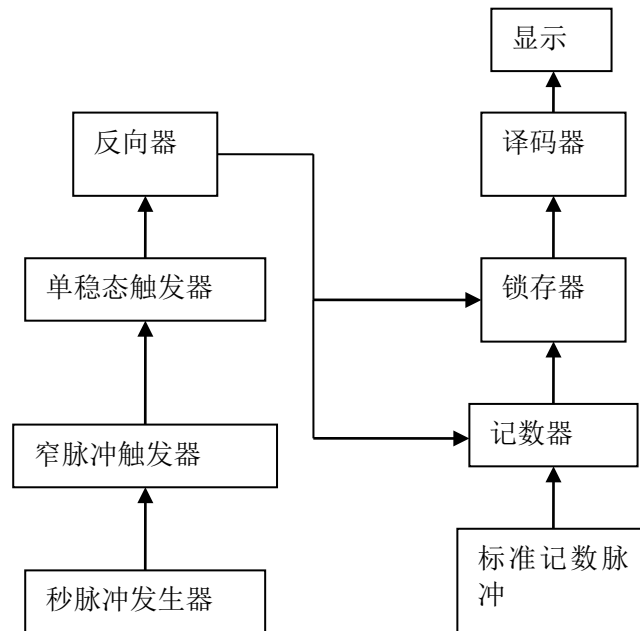 显示
反向器
译码器
单稳态触发器
锁存器
记数器
窄脉冲触发器
标准记数脉
冲
秒脉冲发生器